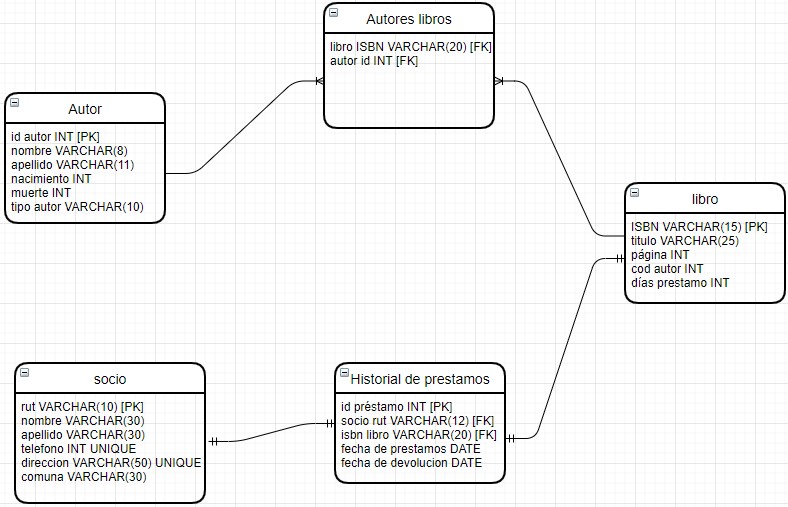 Autores libros
libro ISBN VARCHAR(20) [FK]
autor id INT [FK]
Autor
id autor INT [PK]
nombre VARCHAR(8)
apellido VARCHAR(11)
nacimiento INT
muerte INT
tipo autor VARCHAR(10)
libro
ISBN VARCHAR(15) [PK]
titulo VARCHAR(25)
página INT
cod autor INT
días prestamo INT
socio
rut VARCHAR(10) [PK]
nombre VARCHAR(30)
apellido VARCHAR(30)
telefono INT UNIQUE
direccion VARCHAR(50) UNIQUE
comuna VARCHAR(30)
Historial de prestamos
id préstamo INT [PK]
socio rut VARCHAR(12) [FK]
isbn libro VARCHAR(20) [FK]
fecha de prestamos DATE
fecha de devolucion DATE